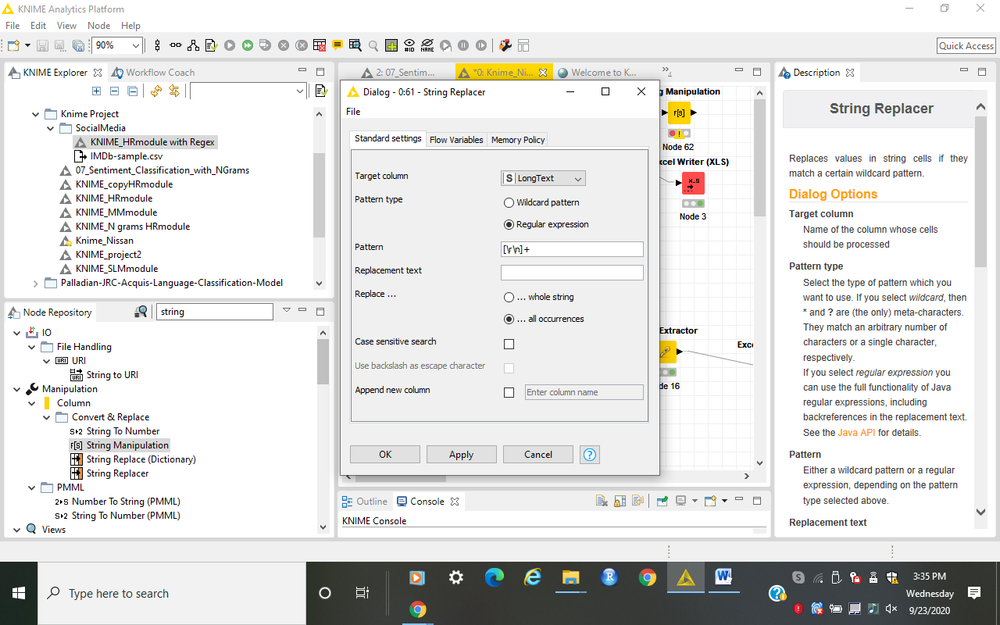 KNIME Analytics Platform
File Edit View Node Help
90%
Quick Access
KNIME Explorer
Workflow Coach
Knime Project
SocialMedia
KNIME_HRmodule with Regex
IMDb-sample.csv
07_Sentiment_Classification_with_NGrams
KNIME_copyHRmodule
KNIME_HRmodule
KNIME_MMmodule
KNIME_N grams HRmodule
Knime_Nissan
KNIME_project2
KNIME_SLMmodule
Palladian-JRC-Acquis-Language-Classification-Model
Node Repository
string
IO
File Handling
URI
String to URI
Manipulation
Column
Convert & Replace
String To Number
String Manipulation
String Replace (Dictionary)
String Replacer
PMML
Number To String (PMML)
String To Number (PMML)
Views
2: 07_Sentim...
*0: Knime_Ni...
Welcome to K...
4
Dialog - 0:61 - String Replacer
File
Standard settings
Flow Variables
Memory Policy
Target column
S LongText
Pattern type
Wildcard pattern
Regular expression
Pattern
[\r\n]+
Replacement text
Replace ...
... whole string
... all occurrences
Case sensitive search
Use backslash as escape character
Append new column
Enter column name
OK
Apply
Cancel
g Manipulation
Node 62
xcel Writer (XLS)
Node 3
Extractor
Exce
de 16
Outline
Console
KNIME Console
Description
String Replacer
Replaces values in string cells if they
match a certain wildcard pattern.
Dialog Options
Target column
Name of the column whose cells
should be processed
Pattern type
Select the type of pattern which you
want to use. If you select wildcard, then
* and ? are (the only) meta-characters.
They match an arbitrary number of
characters or a single character,
respectively.
If you select regular expression you
can use the full functionality of Java
regular expressions, including
backreferences in the replacement text.
See the Java API for details.
Pattern
Either a wildcard pattern or a regular
expression, depending on the pattern
type selected above.
Replacement text
Type here to search
3:35 PM
Wednesday
9/23/2020